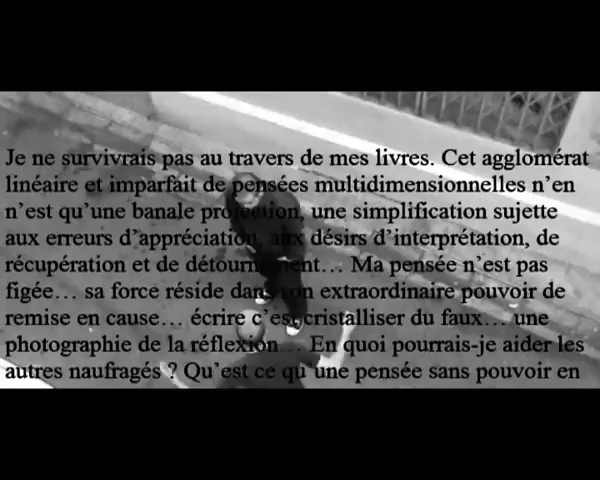 Je ne survivrais pas au travers de mes livres. Cet agglomérat
linéaire et imparfait de pensées multidimensionnelles n’en
n’est qu’une banale projection, une simplification sujette
aux erreurs d’appréciation, aux désirs d’interprétation, de
récupération et de détournement… Ma pensée n’est pas
figée… sa force réside dans son extraordinaire pouvoir de
remise en cause… écrire c’est cristalliser du faux… une
photographie de la réflexion… En quoi pourrais-je aider les
autres naufragés ? Qu’est ce qu’une pensée sans pouvoir en